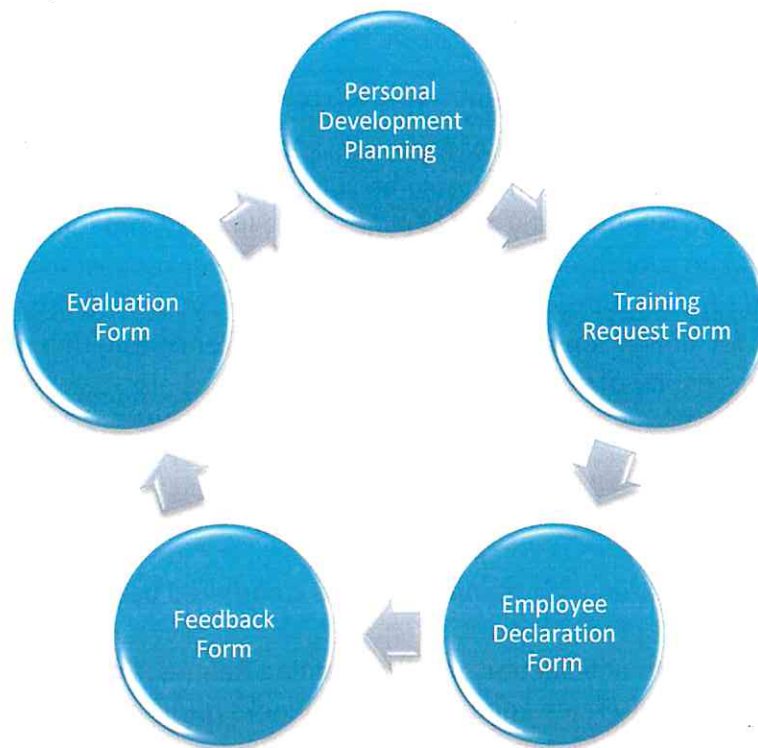 Personal
Development
Planning
Training
Request Form
Employee
Declaration
Form
Feedback
Form
Evaluation
Form